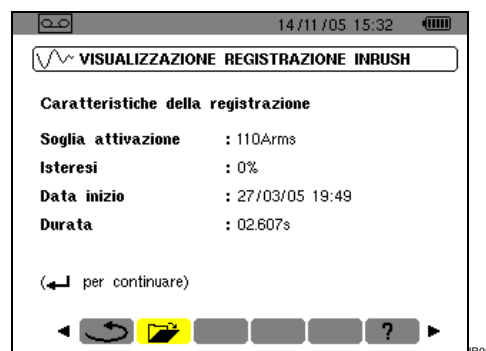 14/11/05 15:32
VISUALIZZAZIONE REGISTRAZIONE INRUSH
Caratteristiche della registrazione
Soglia attivazione : 110Arms
Isteresi : 0%
Data inizio : 27/03/05 19:49
Durata : 02.607s
(↵ per continuare)
?